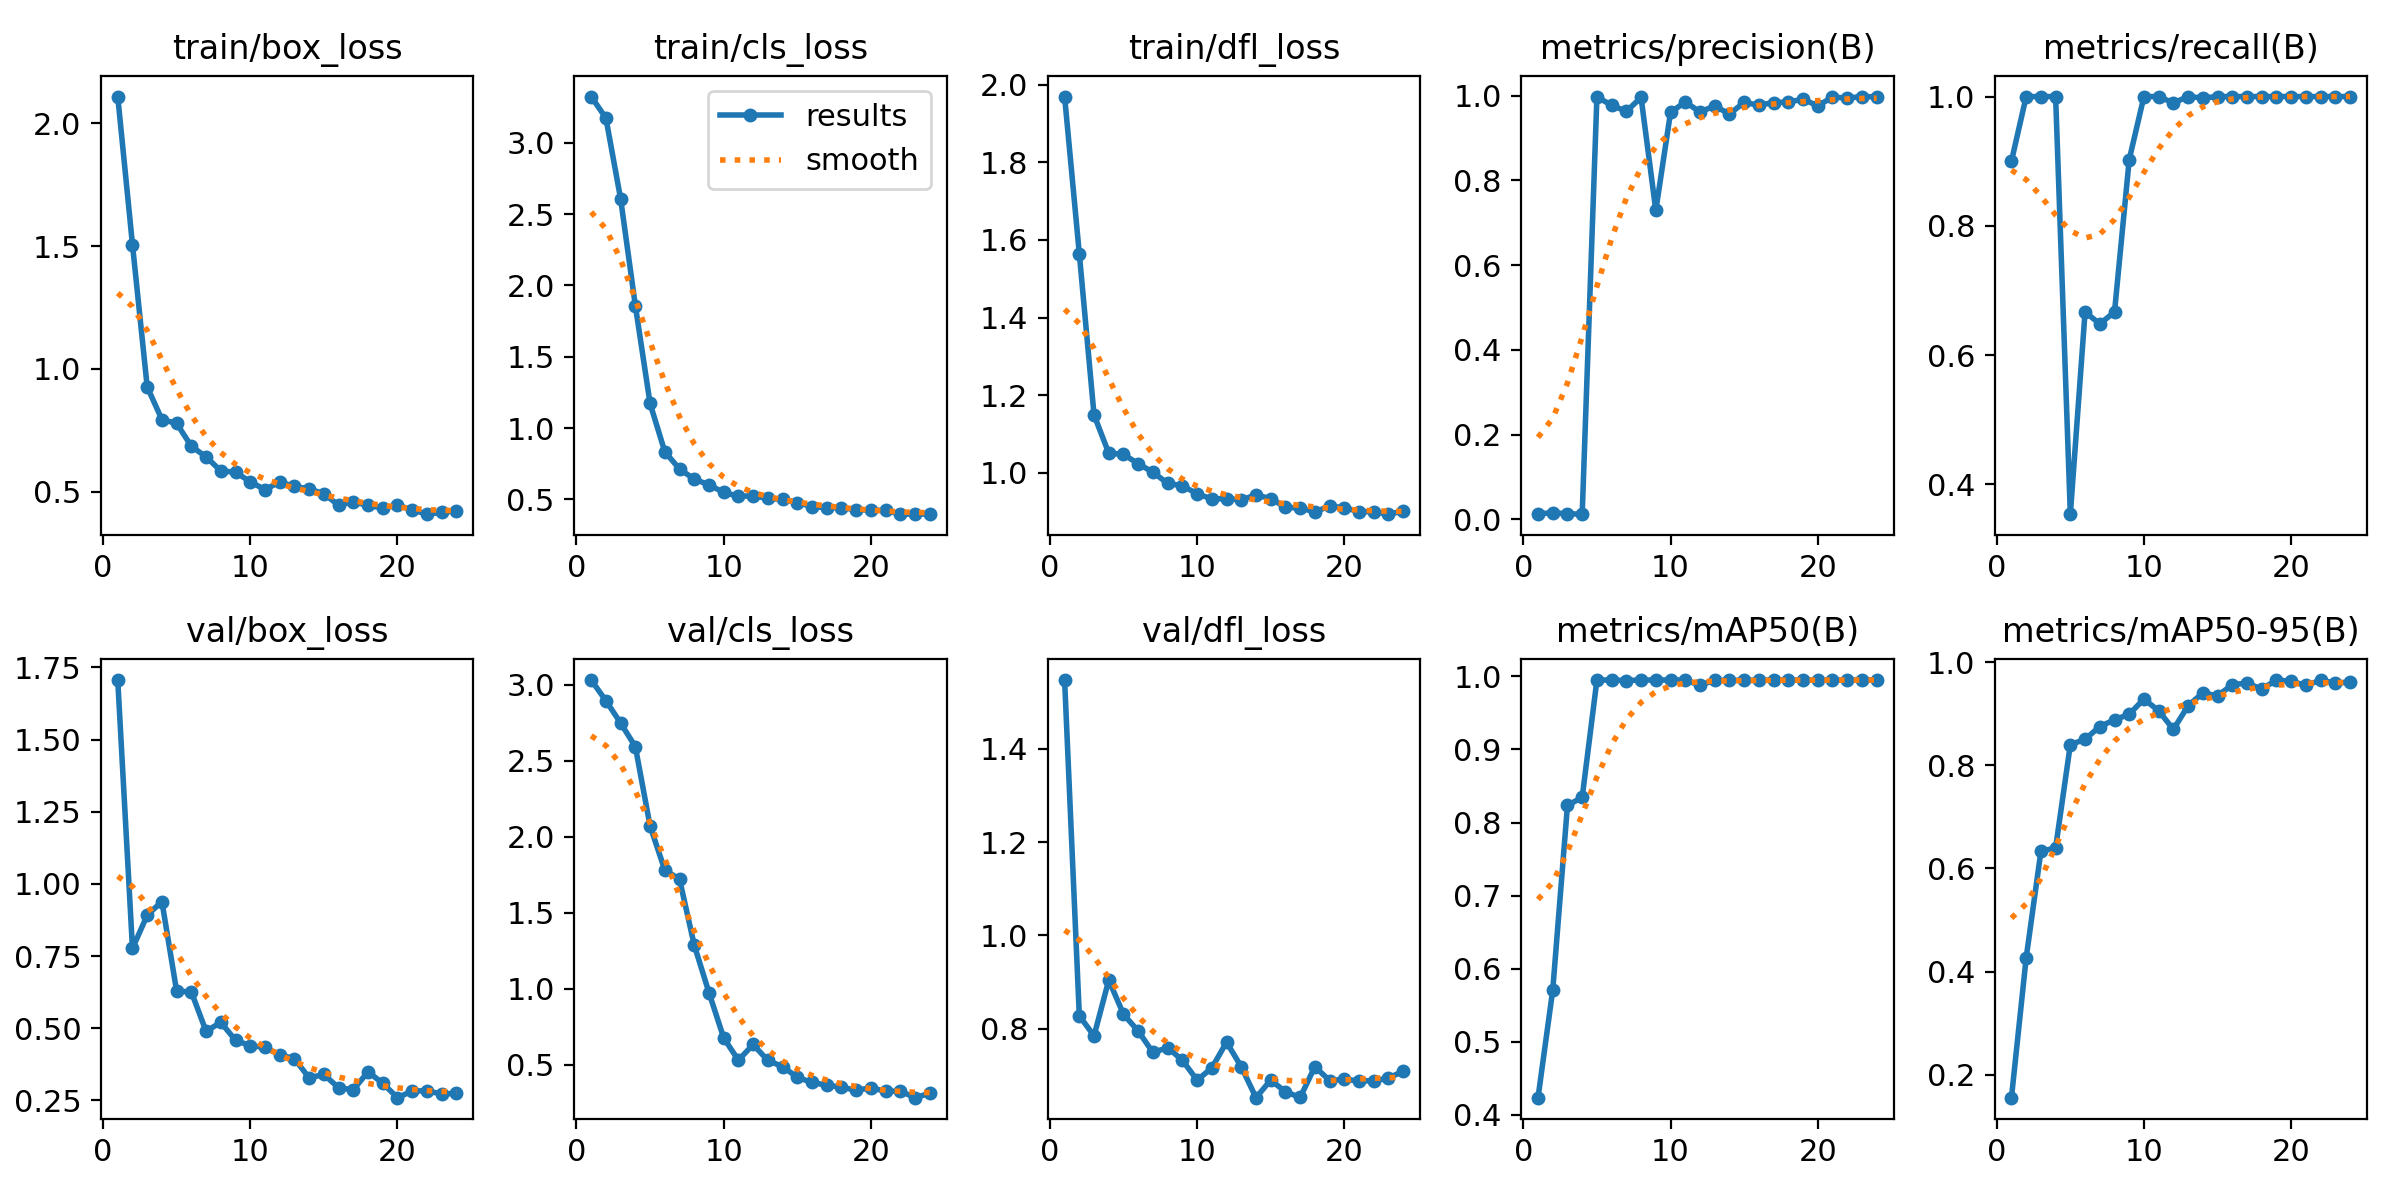 train/box_loss
2.0
1.5
1.0
0.5
0 10 20
train/cls_loss
results
smooth
3.0
2.5
2.0
1.5
1.0
0.5
0 10 20
train/dfl_loss
2.0
1.8
1.6
1.4
1.2
1.0
0 10 20
metrics/precision(B)
1.0
0.8
0.6
0.4
0.2
0.0
0 10 20
metrics/recall(B)
1.0
0.8
0.6
0.4
0 10 20
val/box_loss
1.75
1.50
1.25
1.00
0.75
0.50
0.25
0 10 20
val/cls_loss
3.0
2.5
2.0
1.5
1.0
0.5
0 10 20
val/dfl_loss
1.4
1.2
1.0
0.8
0 10 20
metrics/mAP50(B)
1.0
0.9
0.8
0.7
0.6
0.5
0.4
0 10 20
metrics/mAP50-95(B)
1.0
0.8
0.6
0.4
0.2
0 10 20